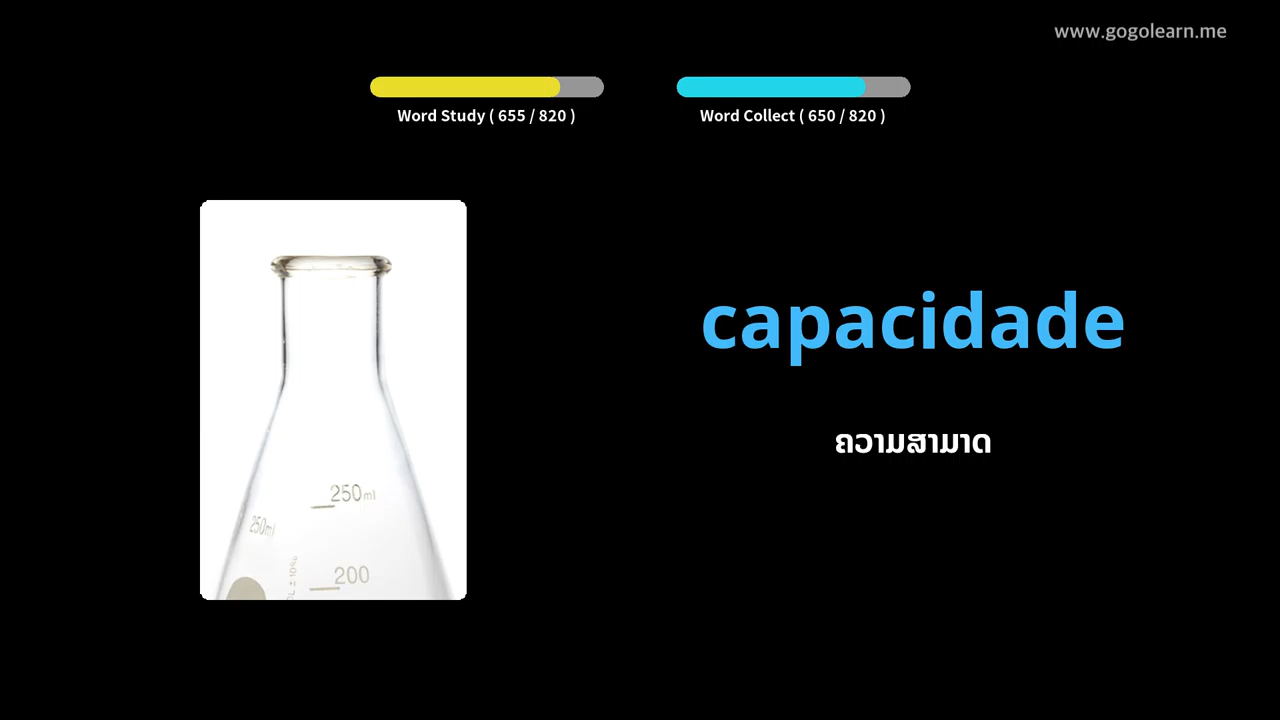 www.gogolearn.me
Word Study ( 655 / 820 )
Word Collect ( 650 / 820 )
capacidade
ຄວາມສາມາດ
250ml
250ml
200